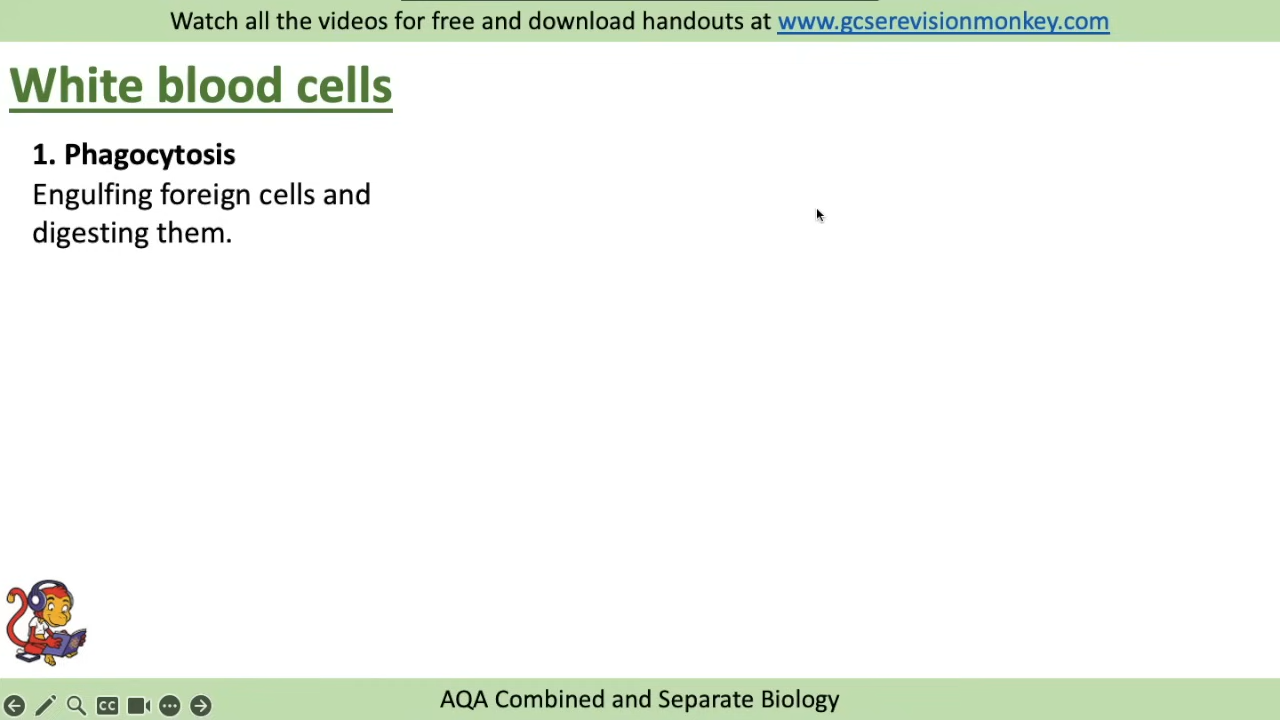 Watch all the videos for free and download handouts at www.gcserevisionmonkey.com
White blood cells
1. Phagocytosis
Engulfing foreign cells and
digesting them.
CC
AQA Combined and Separate Biology